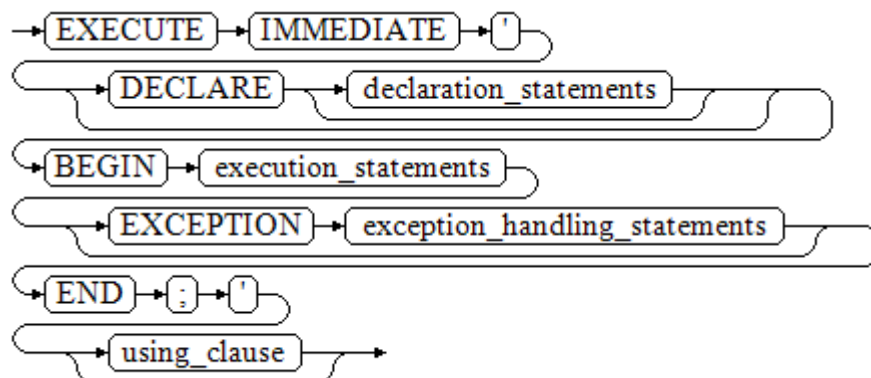 EXECUTE IMMEDIATE '
DECLARE declaration_statements
BEGIN execution_statements
EXCEPTION exception_handling_statements
END ; '
using_clause